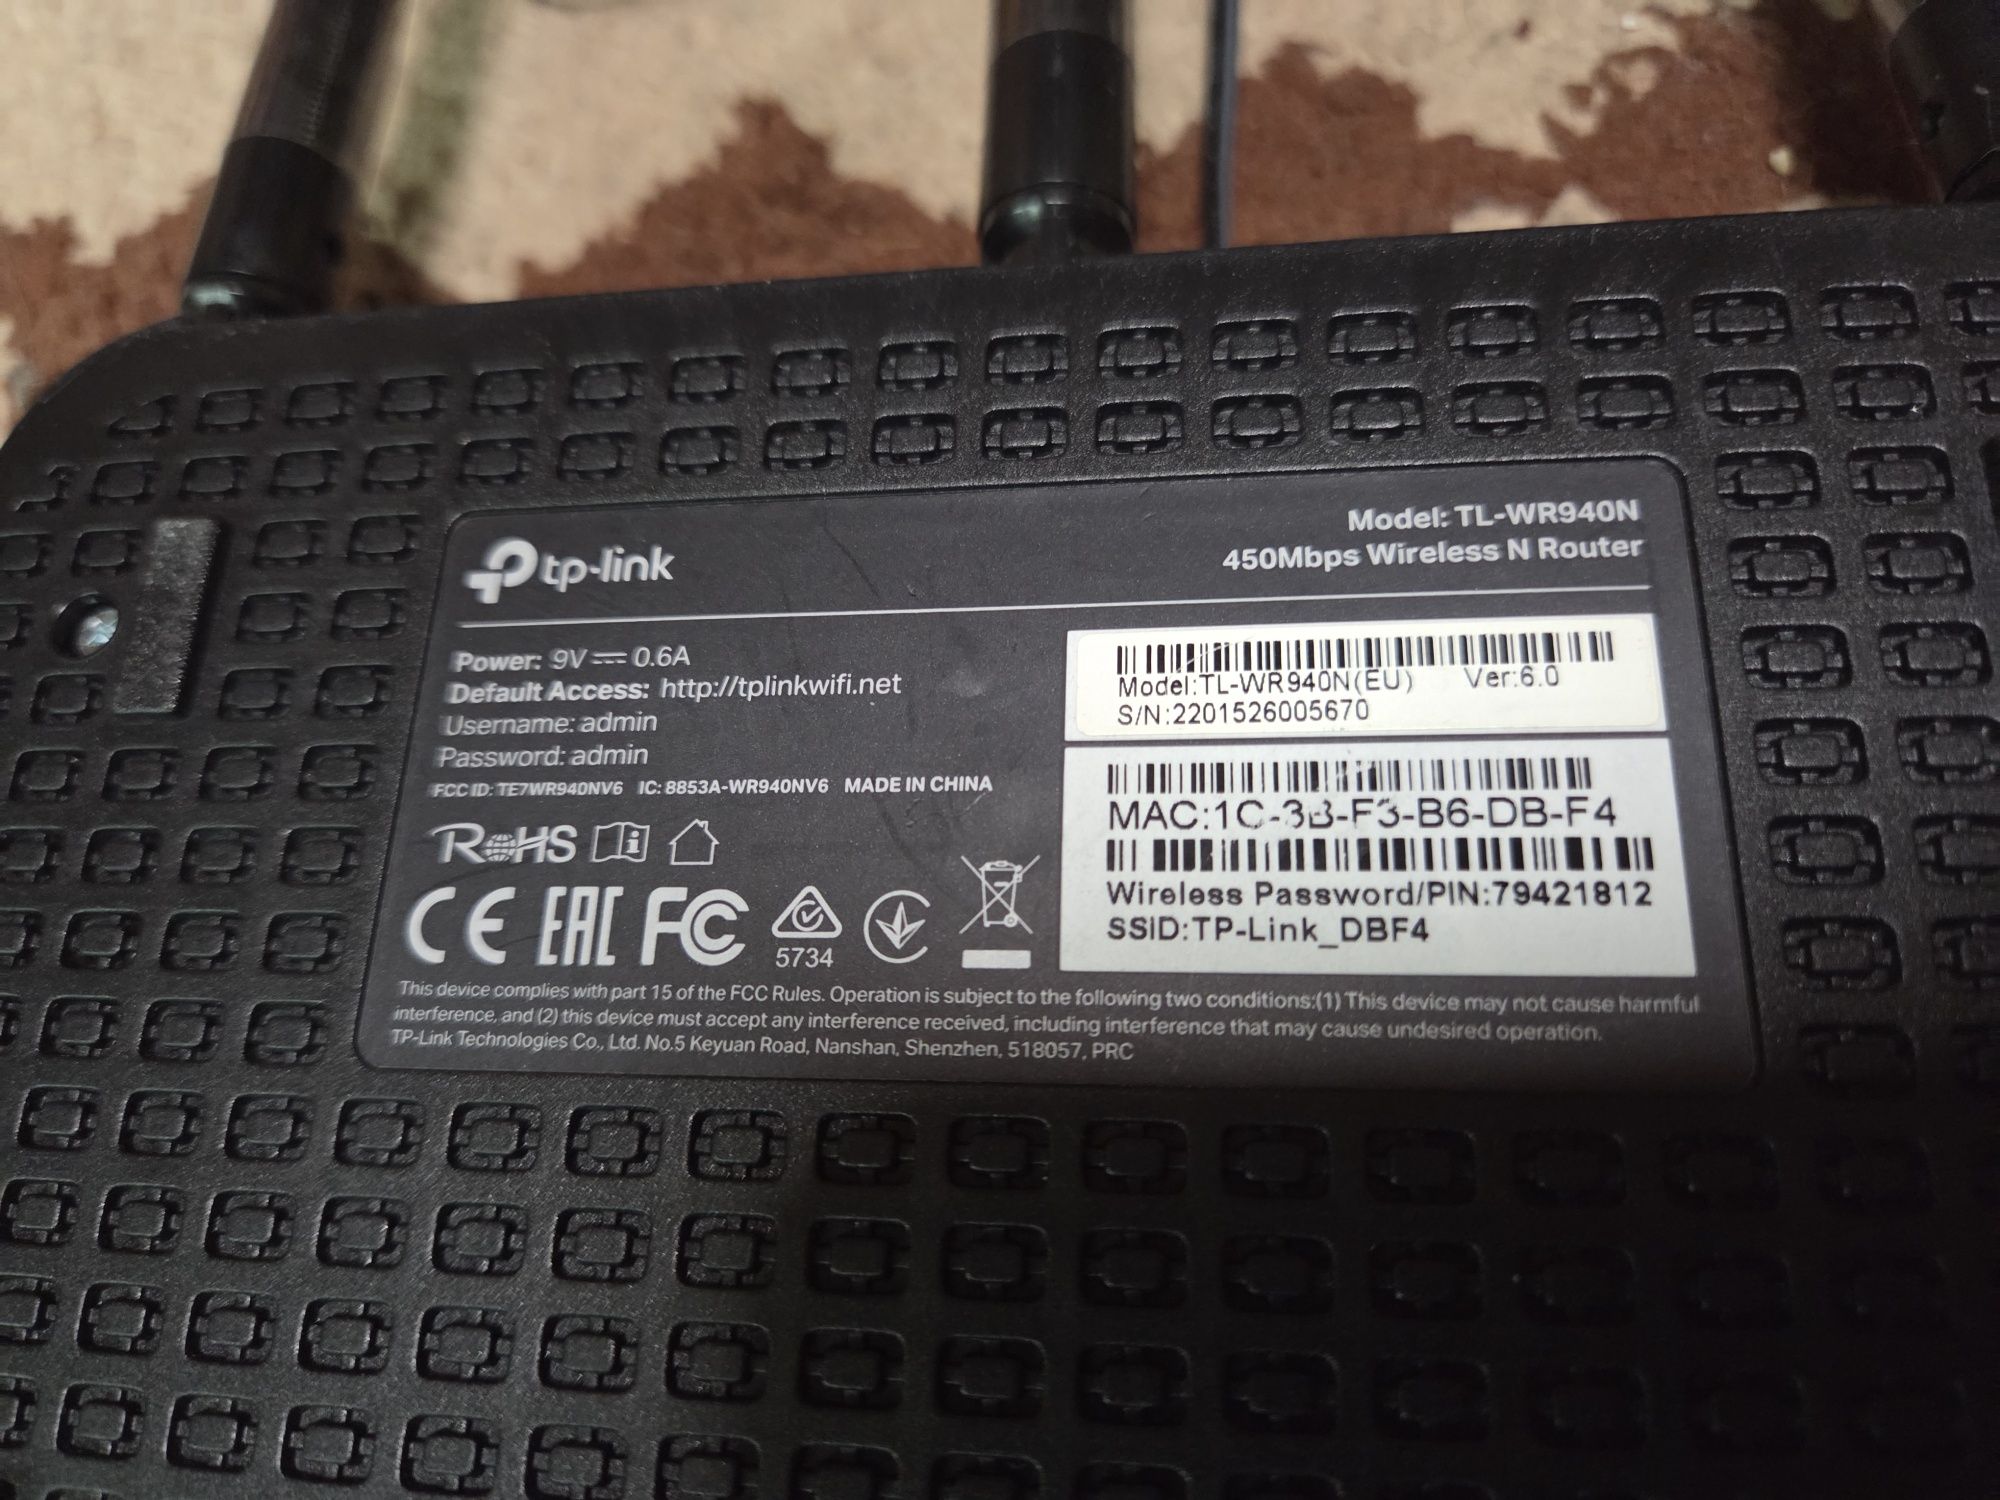 tp-link
Model: TL-WR940N
450Mbps Wireless N Router
Power: 9V ⎓ 0.6A
Default Access: http://tplinkwifi.net
Username: admin
Password: admin
FCC ID: TE7WR940NV6 IC: 8853A-WR940NV6 MADE IN CHINA
RoHS
CE EAC FC
5734
Model:TL-WR940N(EU) Ver:6.0
S/N:2201526005670
MAC:1C-3B-F3-B6-DB-F4
Wireless Password/PIN:79421812
SSID:TP-Link_DBF4
This device complies with part 15 of the FCC Rules. Operation is subject to the following two conditions:(1) This device may not cause harmful
interference, and (2) this device must accept any interference received, including interference that may cause undesired operation.
TP-Link Technologies Co., Ltd. No.5 Keyuan Road, Nanshan, Shenzhen, 518057, PRC